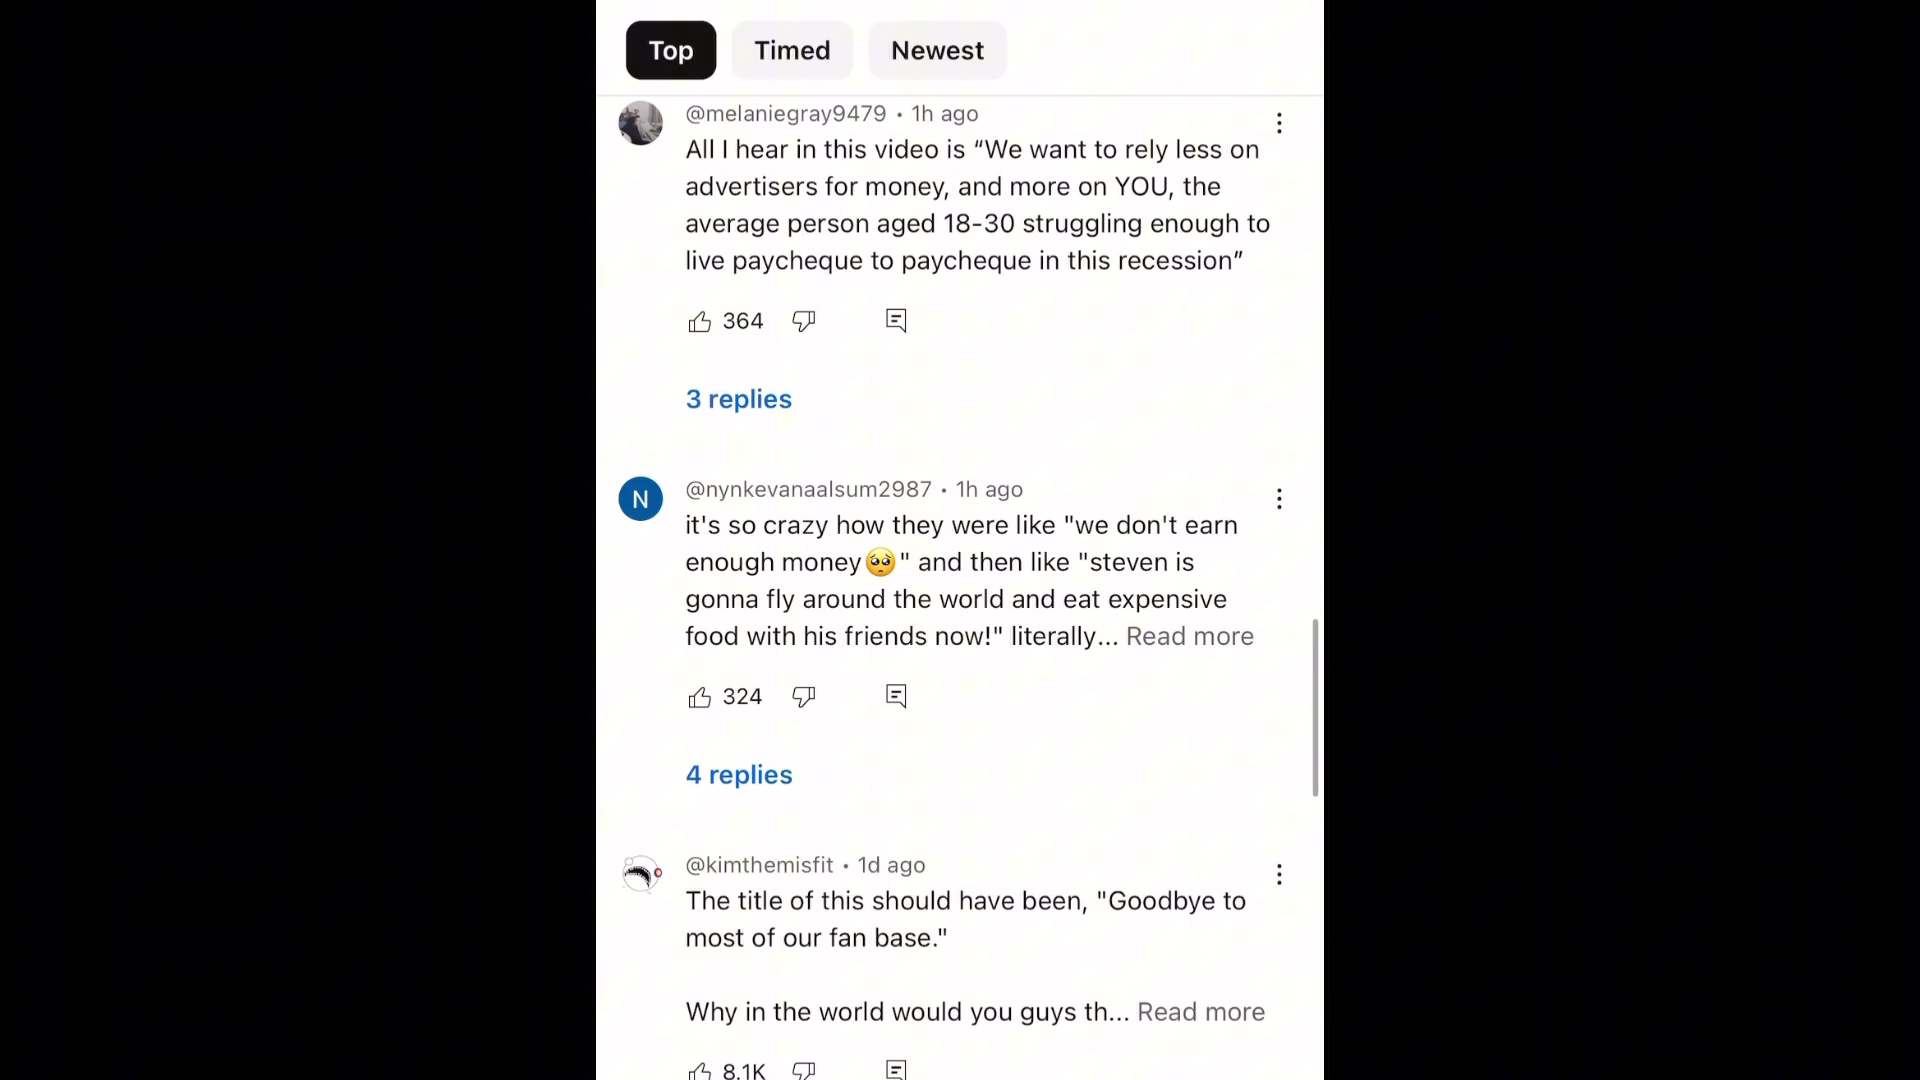 Top Timed Newest
@melaniegray9479 • 1h ago
All I hear in this video is “We want to rely less on
advertisers for money, and more on YOU, the
average person aged 18-30 struggling enough to
live paycheque to paycheque in this recession”
364
3 replies
N
@nynkevanaalsum2987 • 1h ago
it's so crazy how they were like "we don't earn
enough money🥺" and then like "steven is
gonna fly around the world and eat expensive
food with his friends now!" literally... Read more
324
4 replies
@kimthemisfit • 1d ago
The title of this should have been, "Goodbye to
most of our fan base."
Why in the world would you guys th... Read more
8.1K